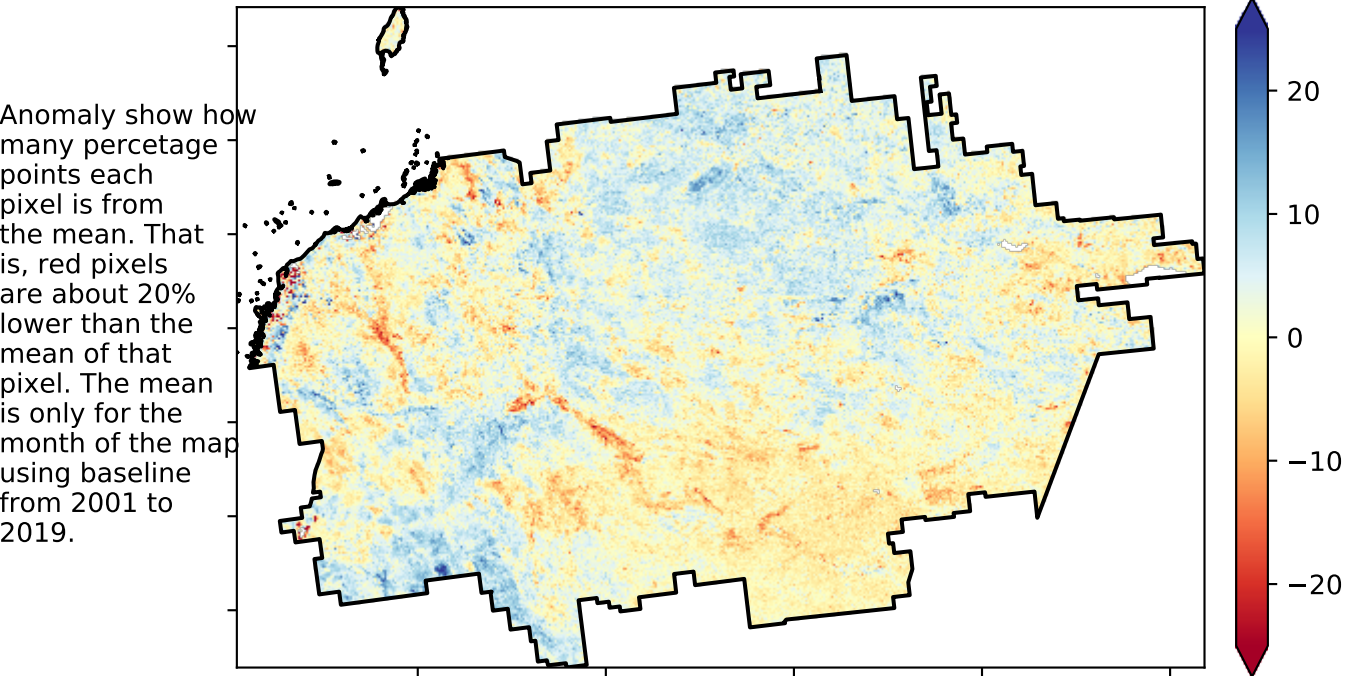 Anomaly show how
many percetage
points each
pixel is from
the mean. That
is, red pixels
are about 20%
lower than the
mean of that
pixel. The mean
is only for the
month of the map
using baseline
from 2001 to
2019.
20
10
0
−10
−20